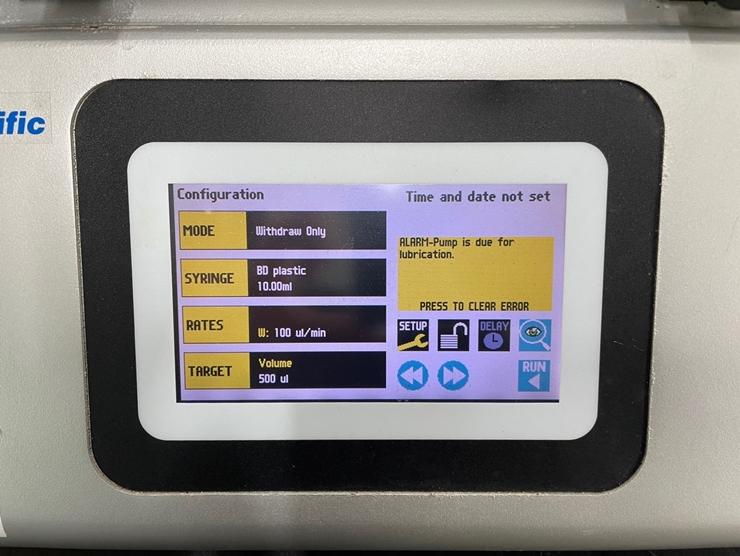 ific
Configuration
Time and date not set
MODE
Withdraw Only
SYRINGE
BD plastic
10.00ml
RATES
W: 100 ul/min
TARGET
Volume
500 ul
ALARM-Pump is due for
lubrication.
PRESS TO CLEAR ERROR
SETUP
DELAY
RUN